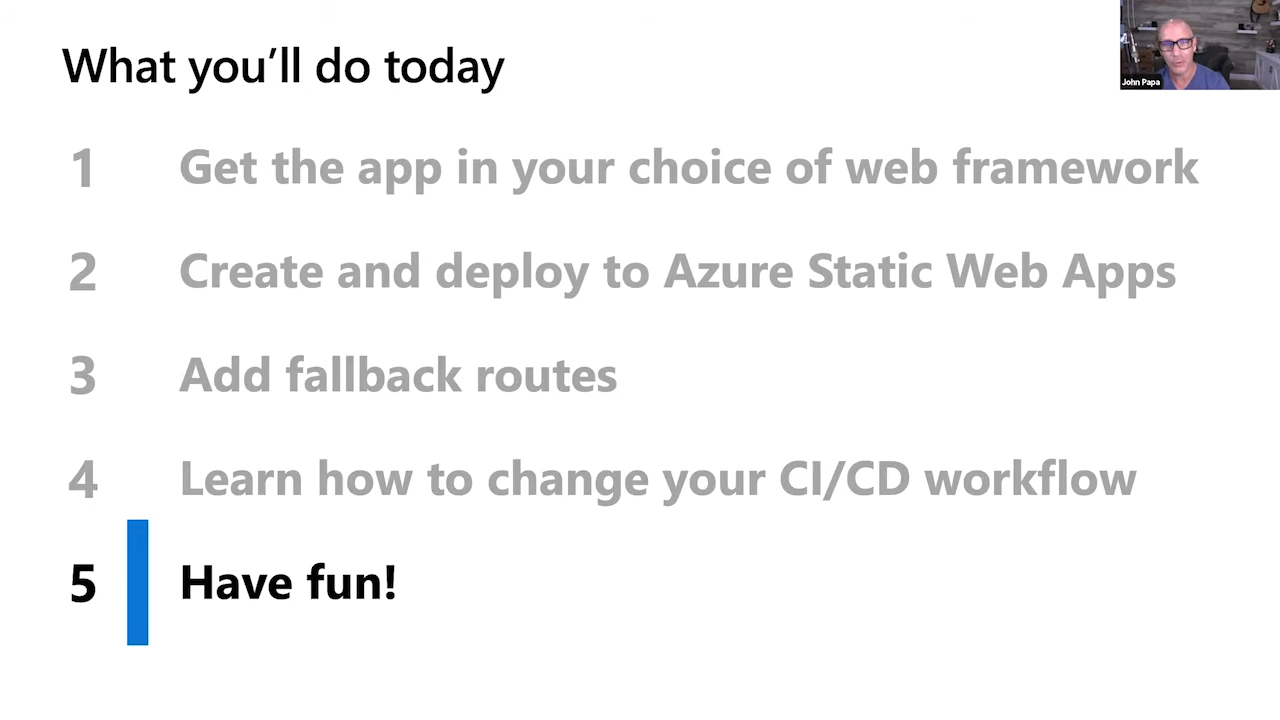 What you'll do today
John Papa
1 Get the app in your choice of web framework
2 Create and deploy to Azure Static Web Apps
3 Add fallback routes
4 Learn how to change your CI/CD workflow
5 Have fun!